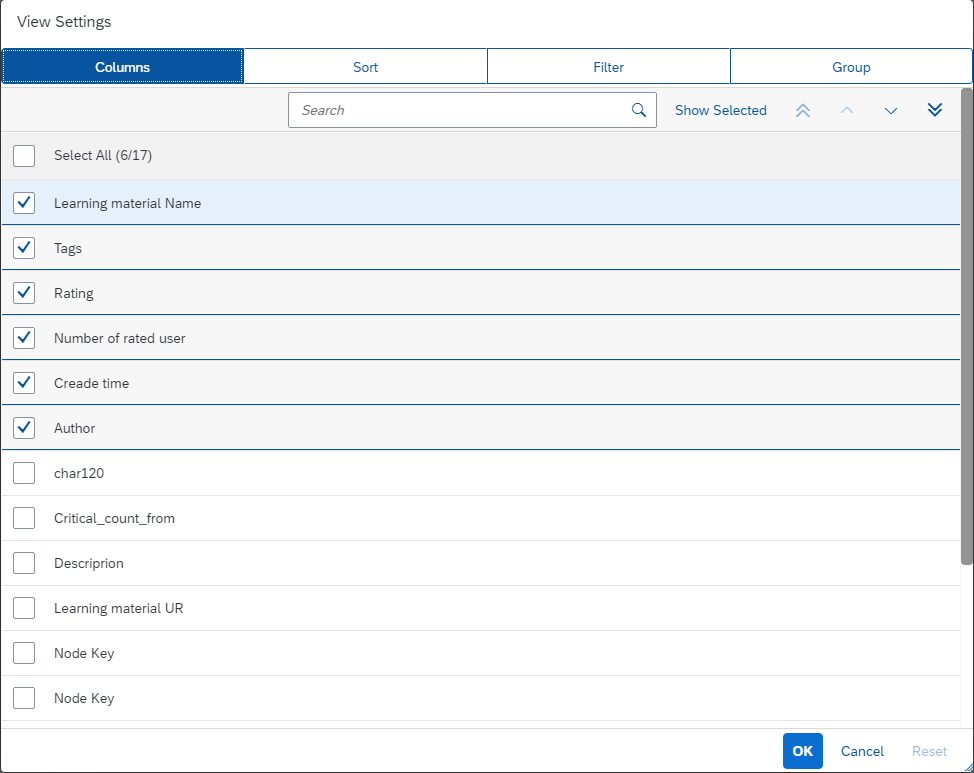 View Settings
Columns
Sort
Filter
Group
Search
Show Selected
Select All (6/17)
Learning material Name
Tags
Rating
Number of rated user
Creade time
Author
char120
Critical_count_from
Descriprion
Learning material UR
Node Key
Node Key
OK
Cancel
Reset